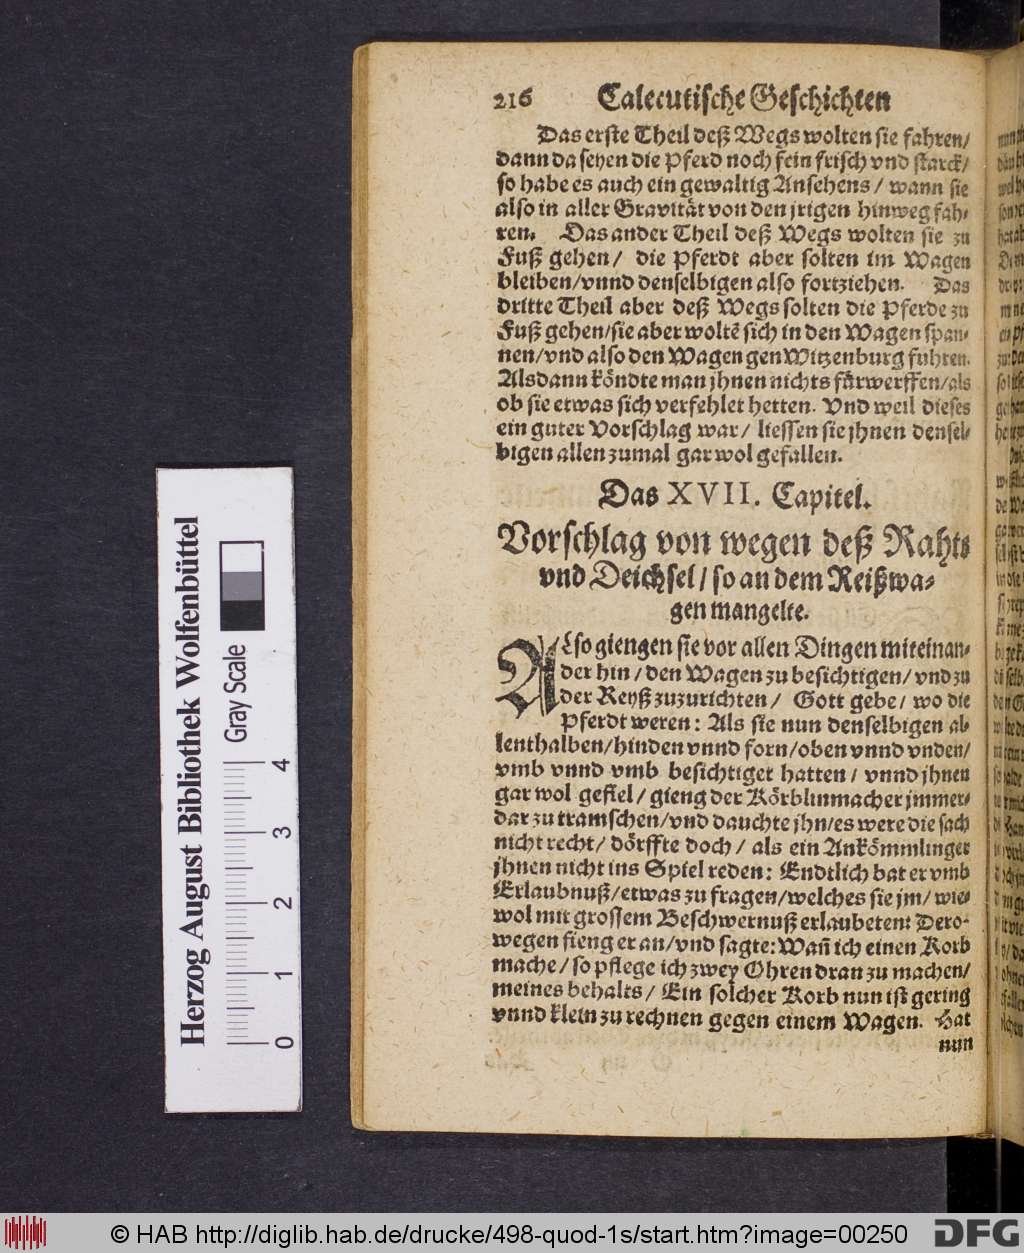 216 Calecutische Geschichten
Das erste Theil deß Wegs wolten sie fahren/
dann da seyen die Pferd noch fein frisch vnd starck/
so habe es auch ein gewaltig Ansehens / wann sie
also in aller Gravität von den jrigen hinweg fah-
ren. Das ander Theil deß Wegs wolten sie zu
Fuß gehen/ die Pferdt aber solten im Wagen
bleiben/vnnd denselbigen also fortziehen. Das
dritte Theil aber deß Wegs solten die Pferde zu
Fuß gehen/sie aber woltẽ sich in den Wagen span-
nen/vnd also den Wagen gen Witzenburg fuhren.
Alsdann köndte man jhnen nichts fürwerffen/als
ob sie etwas sich verfehlet hetten. Vnd weil dieses
ein guter Vorschlag war/ liessen sie jhnen densel-
bigen allen zumal gar wol gefallen.
Das XVII. Capitel.
Vorschlag von wegen deß Rahts
vnd Deichsel / so an dem Reißwa-
gen mangelte.
Also giengen sie vor allen Dingen miteinan-
der hin / den Wagen zu besichtigen/ vnd zu
der Reyß zuzurichten / Gott gebe/ wo die
Pferdt weren: Als sie nun denselbigen al-
lenthalben/hinden vnnd forn/oben vnnd vnden/
vmb vnnd vmb besichtiget hatten / vnnd jhnen
gar wol gefiel / gieng der Körblinmacher jmmer-
dar zu tramschen/vnd dauchte jhn/es were die sach
nicht recht/ dörffte doch / als ein Ankömmlinger
jhnen nicht ins Spiel reden: Endtlich bat er vmb
Erlaubnuß/etwas zu fragen/welches sie jm/ wie-
wol mit grossem Beschwernuß erlaubeten: Dero-
wegen fieng er an/vnd sagte: Wañ ich einen Korb
mache / so pflege ich zwey Ohren dran zu machen/
meines behalts / Ein solcher Korb nun ist gering
vnnd klein zu rechnen gegen einem Wagen. Hat
nun
Herzog August Bibliothek Wolfenbüttel
Gray Scale
0 1 2 3 4
© HAB http://diglib.hab.de/drucke/498-quod-1s/start.htm?image=00250
DFG